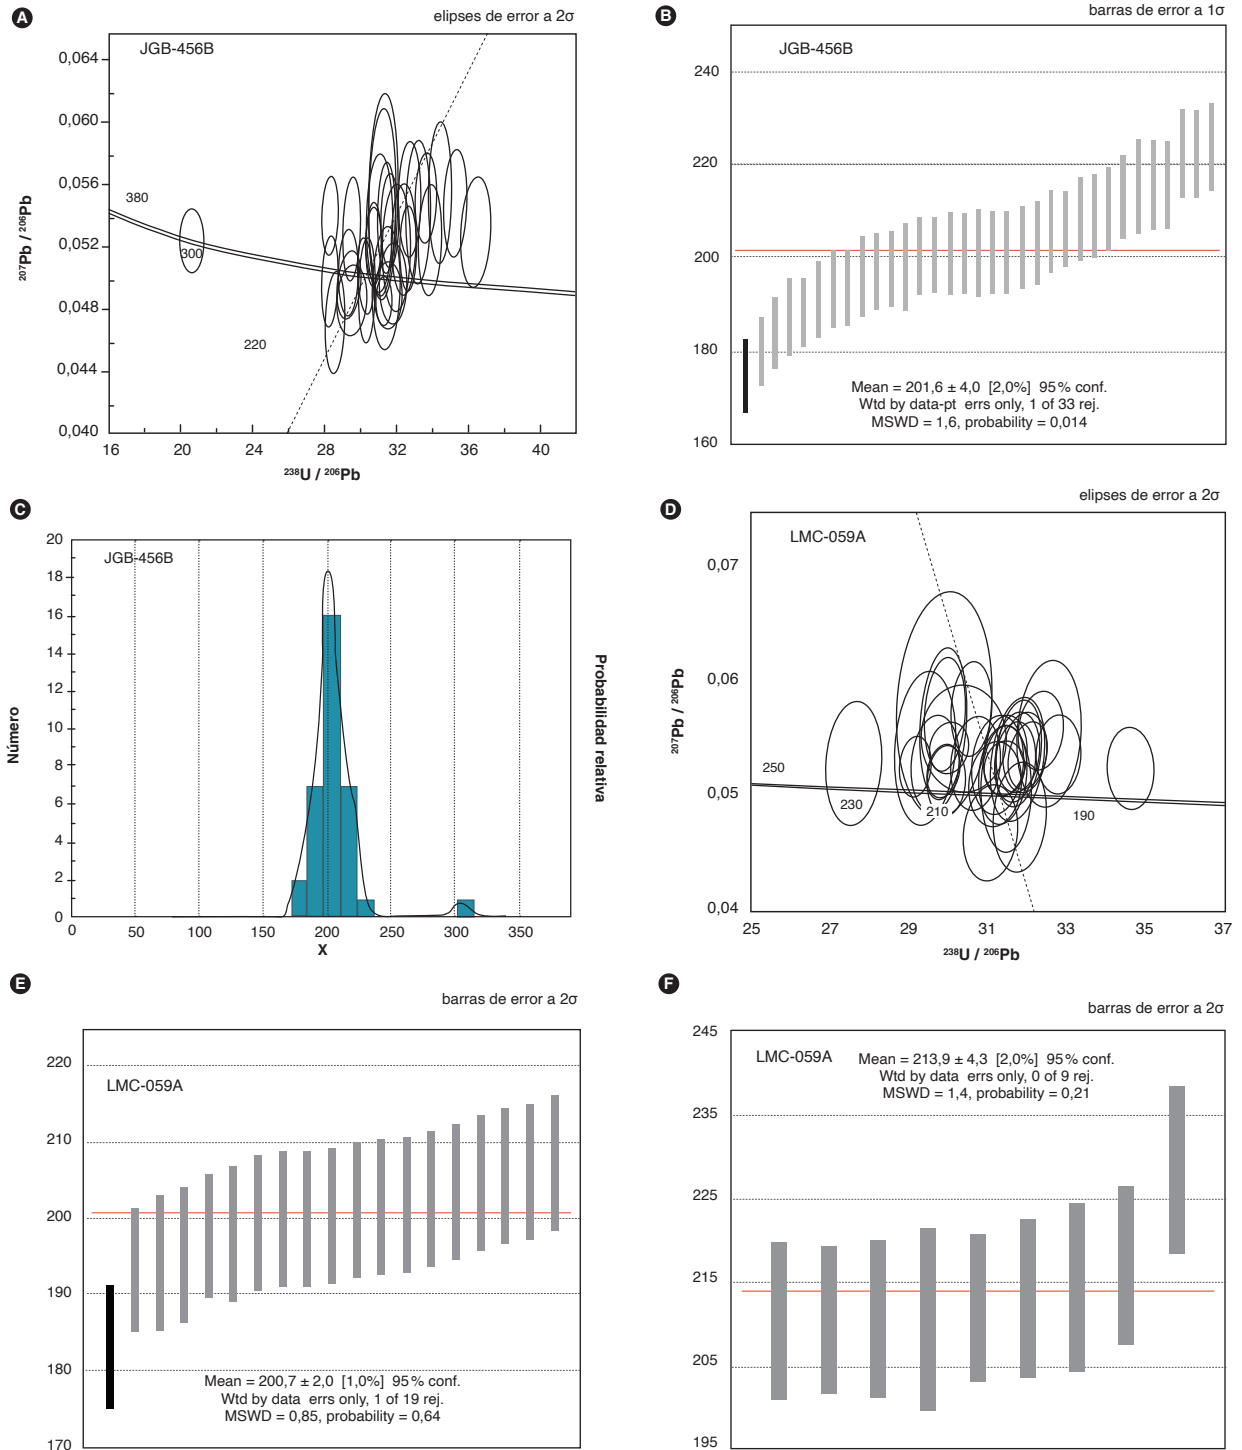 A
elipses de error a 2σ
JGB-456B
0,064
0,060
0,056
0,052
0,048
0,044
0,040
²⁰⁷Pb / ²⁰⁶Pb
380
300
220
16 20 24 28 32 36 40
²³⁸U / ²⁰⁶Pb
B
barras de error a 1σ
JGB-456B
240
220
200
180
160
Mean = 201,6 ± 4,0 [2,0%] 95% conf.
Wtd by data-pt errs only, 1 of 33 rej.
MSWD = 1,6, probability = 0,014
C
JGB-456B
20
18
16
14
12
10
8
6
4
2
0
Número
Probabilidad relativa
0 50 100 150 200 250 300 350
X
D
elipses de error a 2σ
LMC-059A
0,07
0,06
0,05
0,04
²⁰⁷Pb / ²⁰⁶Pb
250
230
210
190
25 27 29 31 33 35 37
²³⁸U / ²⁰⁶Pb
E
barras de error a 2σ
LMC-059A
220
210
200
190
180
170
Mean = 200,7 ± 2,0 [1,0%] 95% conf.
Wtd by data errs only, 1 of 19 rej.
MSWD = 0,85, probability = 0,64
F
barras de error a 2σ
LMC-059A
Mean = 213,9 ± 4,3 [2,0%] 95% conf.
Wtd by data errs only, 0 of 9 rej.
MSWD = 1,4, probability = 0,21
245
235
225
215
205
195